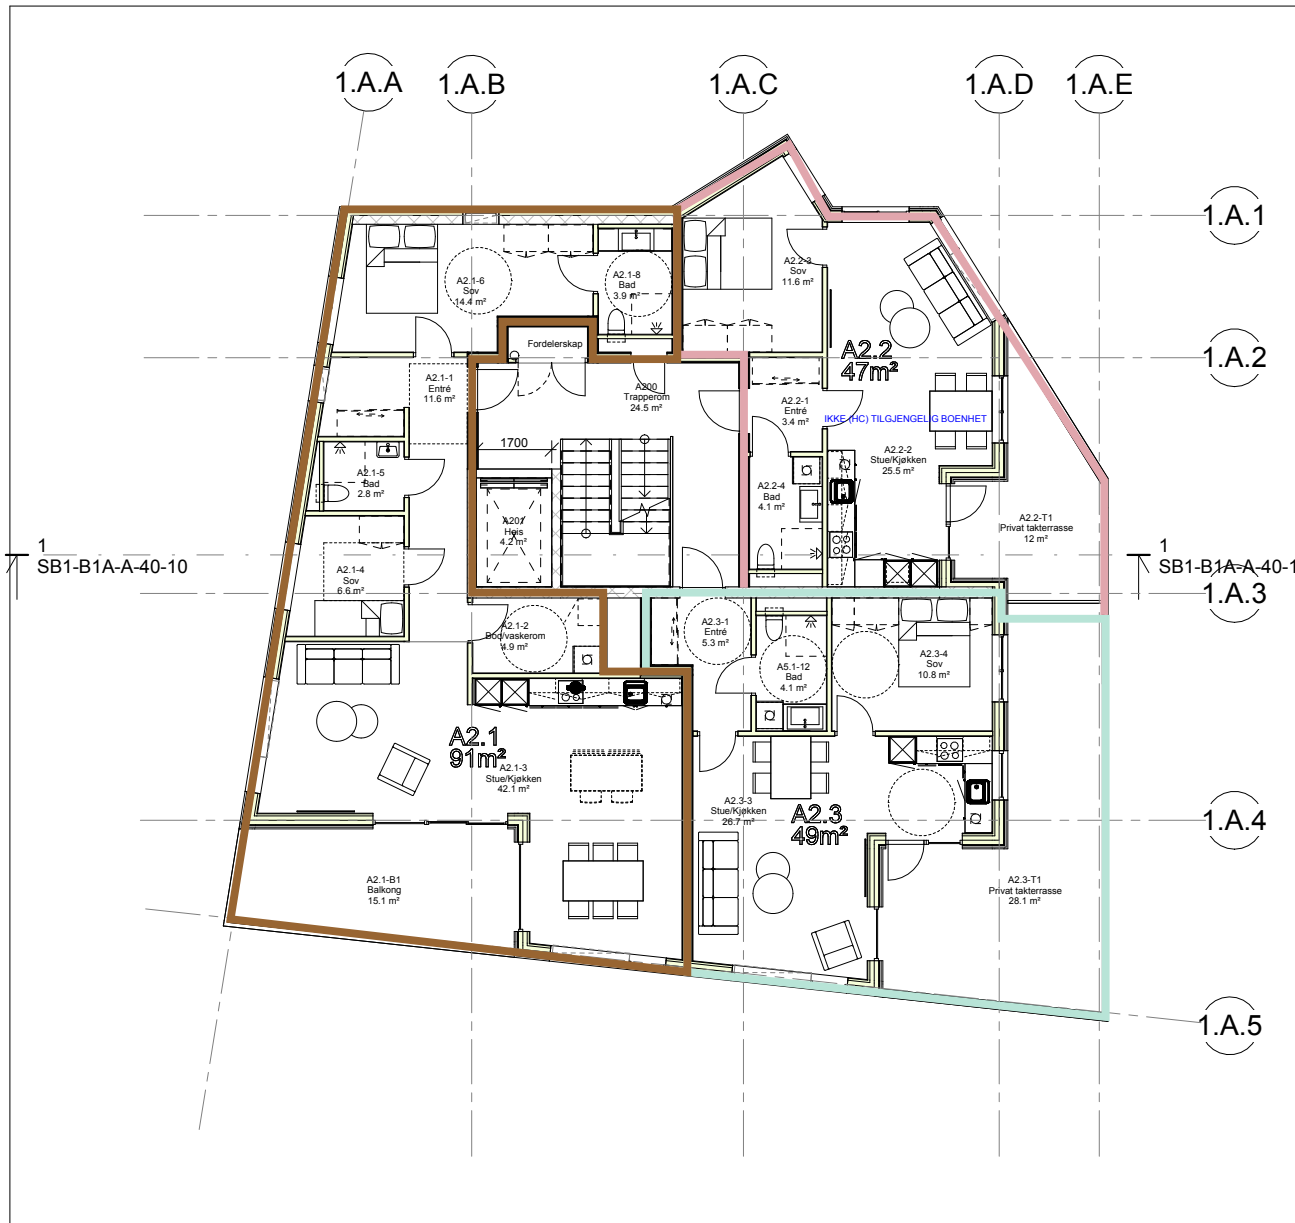 1.A.A
1.A.B
1.A.C
1.A.D
1.A.E
1.A.1
A2.2-3
Sov
11.6 m²
A2.1-6
Sov
14.4 m²
A2.1-8
Bad
3.9 m²
Fordelerskap
A2.2
47m²
1.A.2
A2.1-1
Entré
11.6 m²
A200
Trapperom
24.5 m²
A2.2-1
Entré
3.4 m²
IKKE (HC) TILGJENGELIG BOENHET
1700
A2.2-2
Stue/Kjøkken
25.5 m²
A2.1-5
Bad
2.8 m²
A2.2-4
Bad
4.1 m²
A201
Heis
4.2 m²
A2.2-T1
Privat takterrasse
12 m²
1
SB1-B1A-A-40-10
1
SB1-B1A-A-40-1
A2.1-4
Sov
6.6 m²
1.A.3
A2.1-2
Bod/vaskerom
4.9 m²
A2.3-1
Entré
5.3 m²
A5.1-12
Bad
4.1 m²
A2.3-4
Sov
10.8 m²
A2.1
91m²
A2.1-3
Stue/Kjøkken
42.1 m²
A2.3-3
Stue/Kjøkken
26.7 m²
A2.3
49m²
1.A.4
A2.1-B1
Balkong
15.1 m²
A2.3-T1
Privat takterrasse
28.1 m²
1.A.5